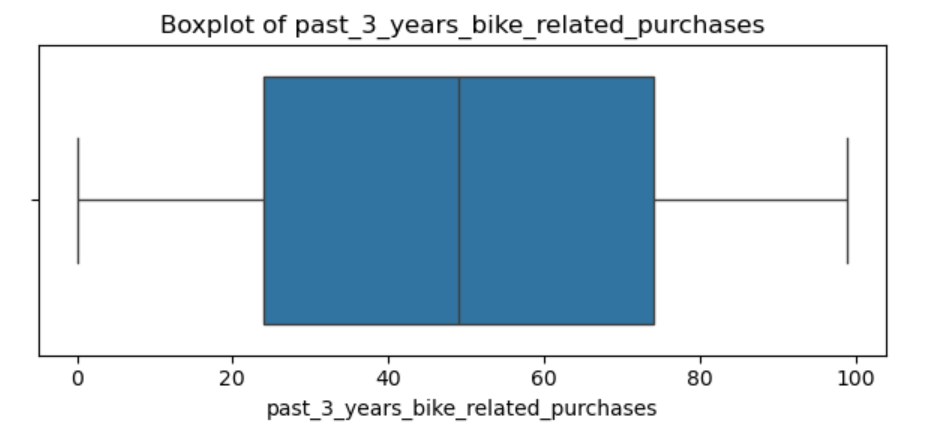 Boxplot of past_3_years_bike_related_purchases
0 20 40 60 80 100
past_3_years_bike_related_purchases